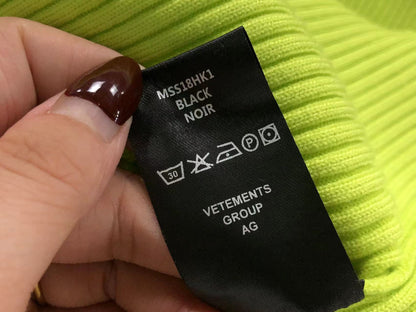 MSS18HK1
BLACK
NOIR
30 P
VETEMENTS
GROUP
AG